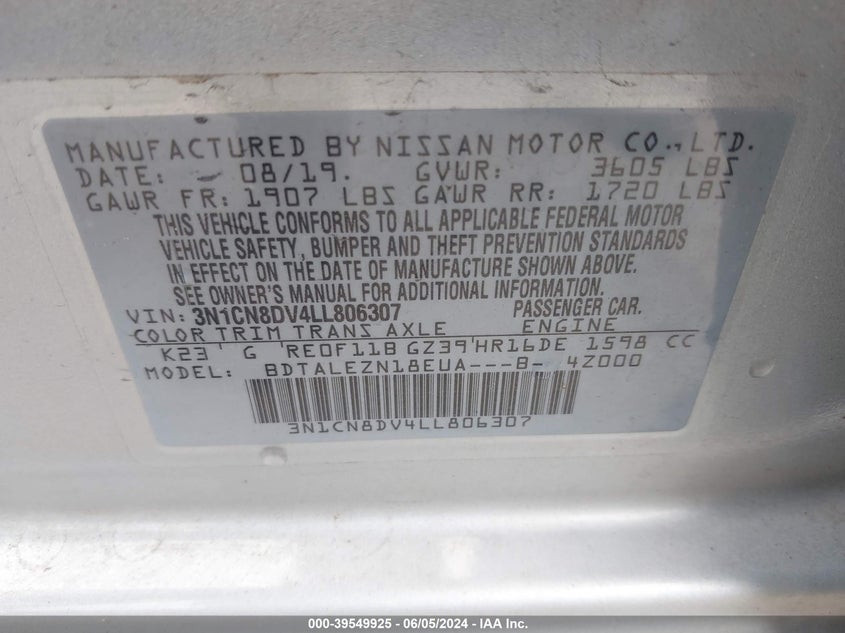 MANUFACTURED BY NISSAN MOTOR CO., LTD.
DATE: 08/19. GVWR: 3605 LBS
GAWR FR: 1907 LBS GAWR RR: 1720 LBS
THIS VEHICLE CONFORMS TO ALL APPLICABLE FEDERAL MOTOR
VEHICLE SAFETY, BUMPER AND THEFT PREVENTION STANDARDS
IN EFFECT ON THE DATE OF MANUFACTURE SHOWN ABOVE.
SEE OWNER'S MANUAL FOR ADDITIONAL INFORMATION.
VIN: 3N1CN8DV4LL806307 PASSENGER CAR.
COLOR TRIM TRANS AXLE ENGINE
K23 G RE0F11B GZ39 HR16DE 1598 CC
MODEL: BDTALEZN18EUA---B- 4Z000
3N1CN8DV4LL806307
000-39549925 - 06/05/2024 - IAAI Inc.